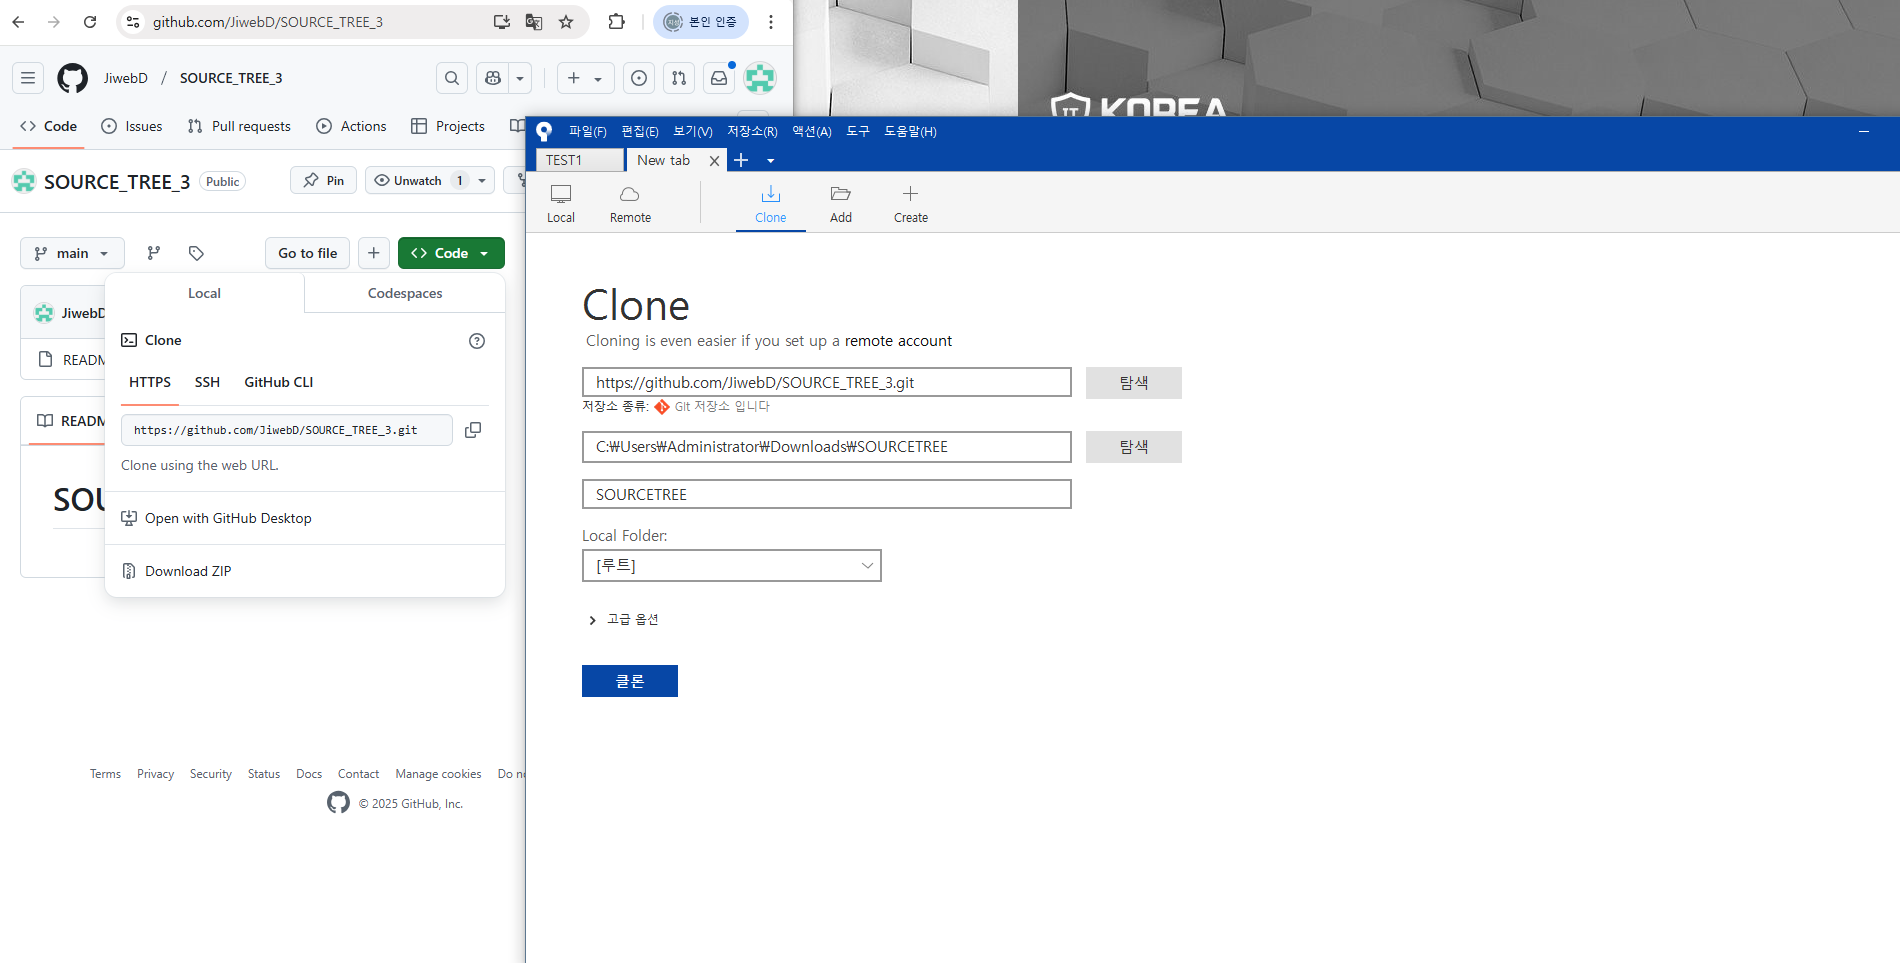 github.com/JiwebD/SOURCE_TREE_3
본인 인증
JiwebD / SOURCE_TREE_3
Code
Issues
Pull requests
Actions
Projects
SOURCE_TREE_3
Public
Pin
Unwatch
1
main
Go to file
Code
Local
Codespaces
JiwebD
Clone
READM
HTTPS
SSH
GitHub CLI
READM
https://github.com/JiwebD/SOURCE_TREE_3.git
Clone using the web URL.
SOU
Open with GitHub Desktop
Download ZIP
Terms
Privacy
Security
Status
Docs
Contact
Manage cookies
Do no
© 2025 GitHub, Inc.
IT
KOREA
파일(F)
편집(E)
보기(V)
저장소(R)
액션(A)
도구
도움말(H)
TEST1
New tab
Local
Remote
Clone
Add
Create
Clone
Cloning is even easier if you set up a remote account
https://github.com/JiwebD/SOURCE_TREE_3.git
탐색
저장소 종류: Git 저장소 입니다
C:₩Users₩Administrator₩Downloads₩SOURCETREE
탐색
SOURCETREE
Local Folder:
[루트]
고급 옵션
클론